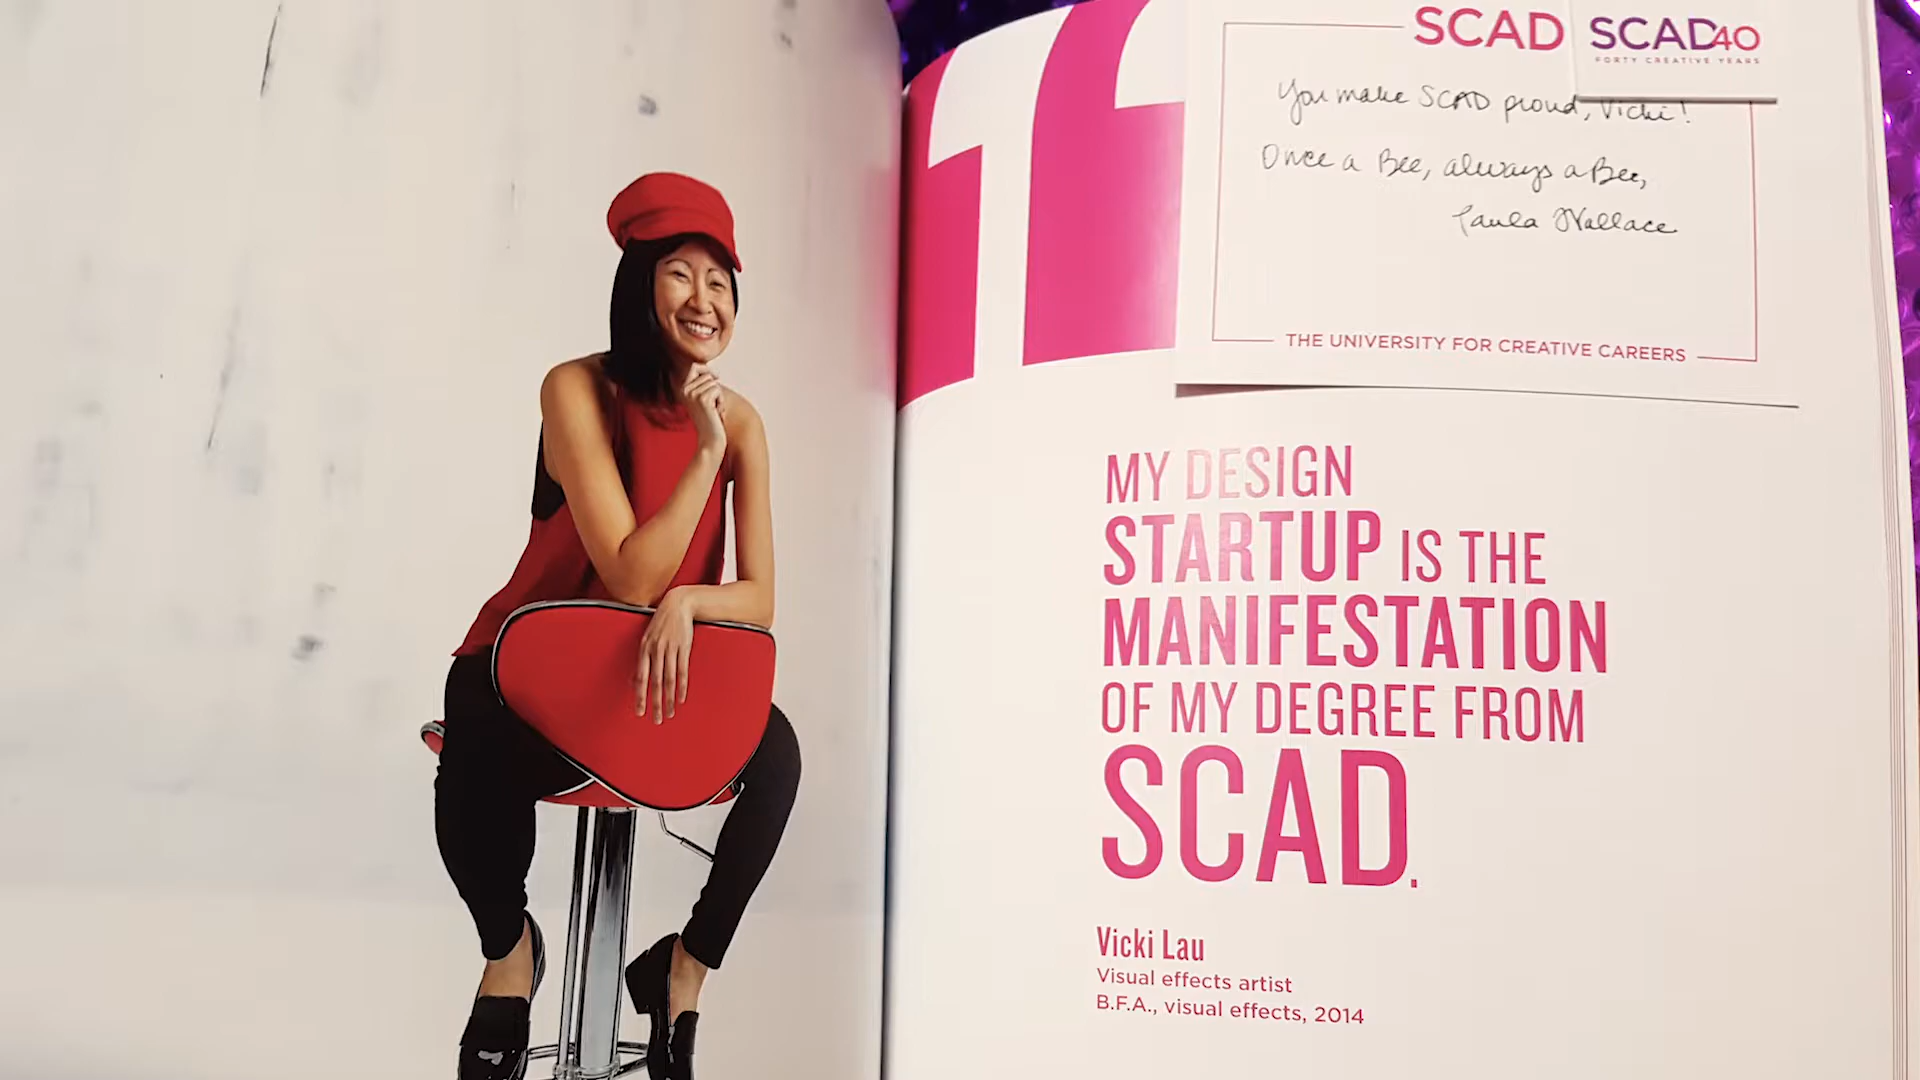 SCAD
SCAD40
FORTY CREATIVE YEARS
You make SCAD proud, Vicki!
Once a Bee, always a Bee,
Paula Wallace
THE UNIVERSITY FOR CREATIVE CAREERS
MY DESIGN
STARTUP IS THE
MANIFESTATION
OF MY DEGREE FROM
SCAD.
Vicki Lau
Visual effects artist
B.F.A., visual effects, 2014